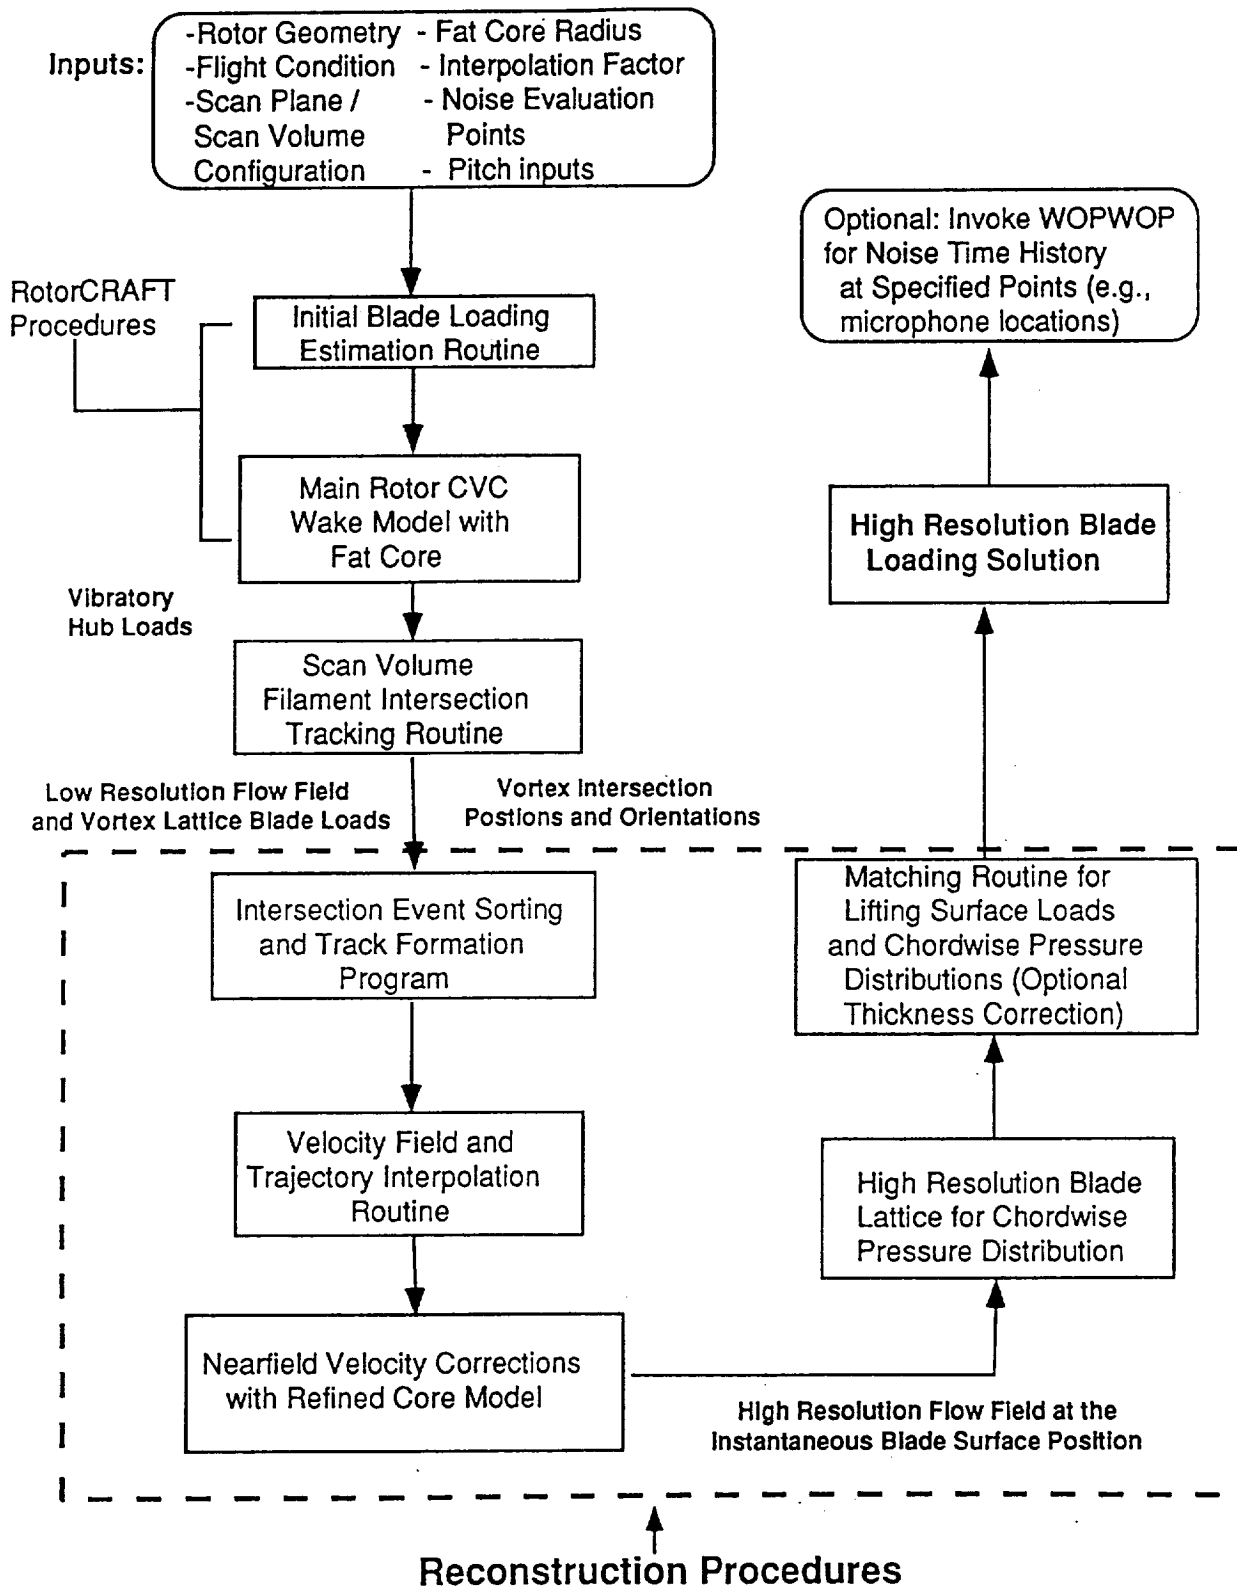 Inputs:
-Rotor Geometry
-Flight Condition
-Scan Plane /
Scan Volume
Configuration
- Fat Core Radius
- Interpolation Factor
- Noise Evaluation
Points
- Pitch inputs
RotorCRAFT
Procedures
Initial Blade Loading
Estimation Routine
Main Rotor CVC
Wake Model with
Fat Core
Vibratory
Hub Loads
Scan Volume
Filament Intersection
Tracking Routine
Low Resolution Flow Field
and Vortex Lattice Blade Loads
Vortex Intersection
Postions and Orientations
Intersection Event Sorting
and Track Formation
Program
Velocity Field and
Trajectory Interpolation
Routine
Nearfield Velocity Corrections
with Refined Core Model
High Resolution Flow Field at the
Instantaneous Blade Surface Position
High Resolution Blade
Lattice for Chordwise
Pressure Distribution
Matching Routine for
Lifting Surface Loads
and Chordwise Pressure
Distributions (Optional
Thickness Correction)
High Resolution Blade
Loading Solution
Optional: Invoke WOPWOP
for Noise Time History
at Specified Points (e.g.,
microphone locations)
Reconstruction Procedures